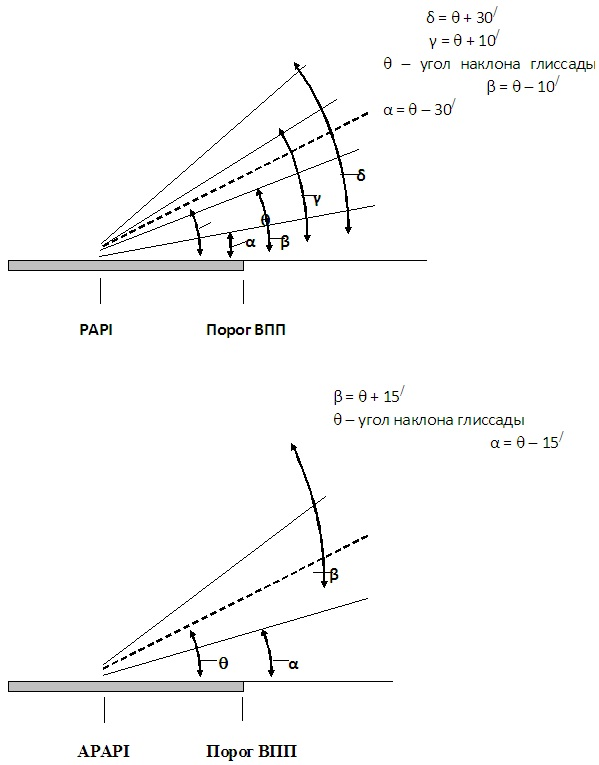 δ = θ + 30/
γ = θ + 10/
θ – угол наклона глиссады
β = θ – 10/
α = θ – 30/
δ
γ
θ
α
β
PAPI
Порог ВПП
β = θ + 15/
θ – угол наклона глиссады
α = θ – 15/
β
θ
α
APAPI
Порог ВПП